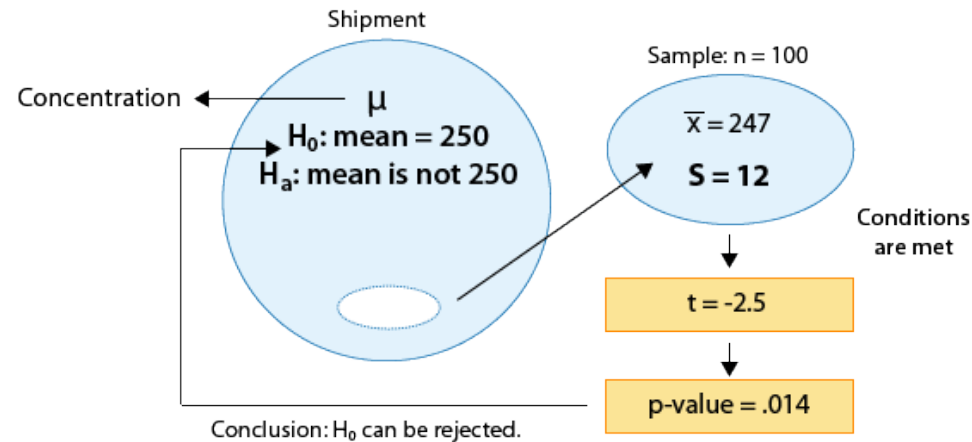 Shipment
Sample: n = 100
Concentration
μ
H₀: mean = 250
Hₐ: mean is not 250
x̅ = 247
S = 12
Conditions
are met
t = -2.5
p-value = .014
Conclusion: H₀ can be rejected.